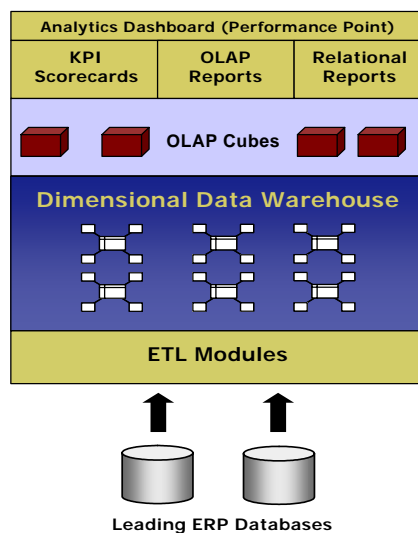 Analytics Dashboard (Performance Point)
KPI
Scorecards
OLAP
Reports
Relational
Reports
OLAP Cubes
Dimensional Data Warehouse
ETL Modules
Leading ERP Databases